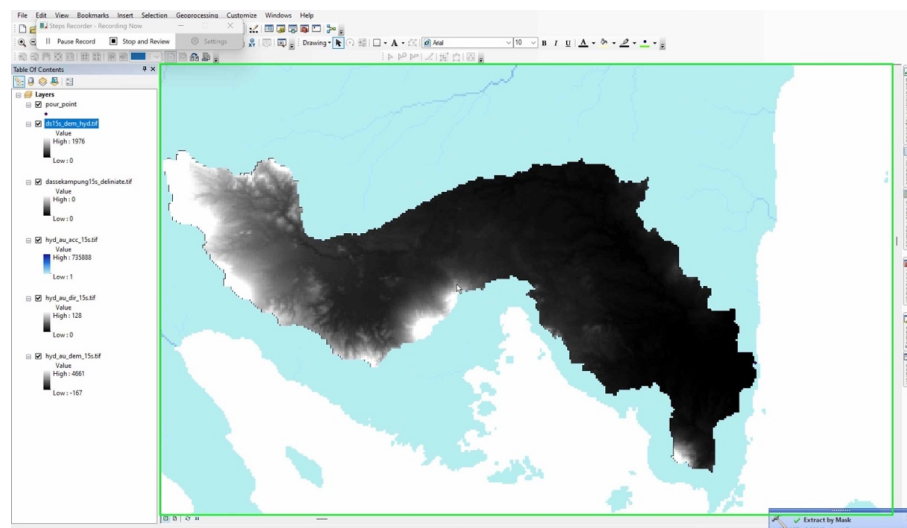 File Edit View Bookmarks Insert Selection Geoprocessing Customize Windows Help
Steps Recorder - Recording Now
Pause Record Stop and Review Settings
Drawing A Arial 10 B I U A
Table Of Contents
Layers
pour_point
ds15s_dem_hyd.tif
Value
High : 1976
Low : 0
dassekampung15s_deliniate.tif
Value
High : 0
Low : 0
hyd_au_acc_15s.tif
Value
High : 735888
Low : 1
hyd_au_dir_15s.tif
Value
High : 128
Low : 0
hyd_au_dem_15s.tif
Value
High : 4661
Low : -167
Extract by Mask